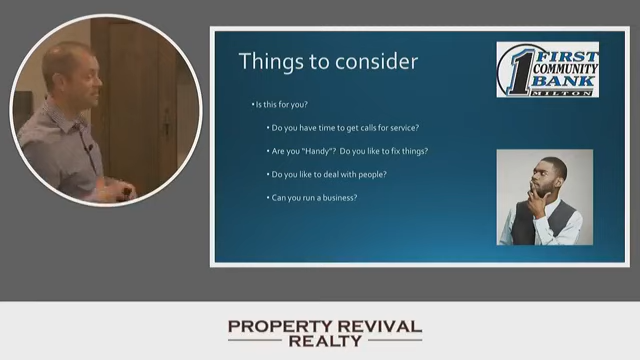 Things to consider
• Is this for you?
• Do you have time to get calls for service?
• Are you "Handy"? Do you like to fix things?
• Do you like to deal with people?
• Can you run a business?
1 FIRST
COMMUNITY
BANK
MILTON
PROPERTY REVIVAL
REALTY